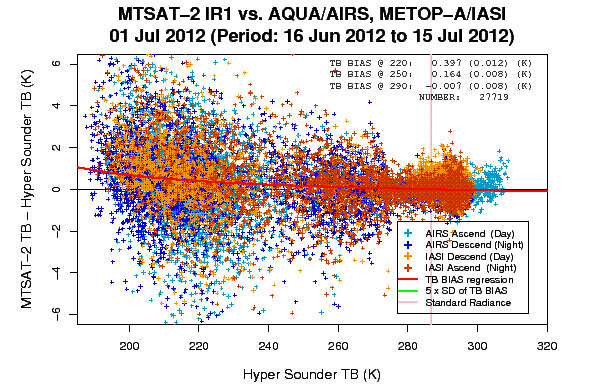 MTSAT−2 IR1 vs. AQUA/AIRS, METOP−A/IASI
01 Jul 2012 (Period: 16 Jun 2012 to 15 Jul 2012)
TB BIAS @ 220: 0.397 (0.012) (K)
TB BIAS @ 250: 0.164 (0.008) (K)
TB BIAS @ 290: −0.007 (0.008) (K)
NUMBER: 27719
MTSAT−2 TB − Hyper Sounder TB (K)
6
4
2
0
−2
−4
−6
AIRS Ascend (Day)
AIRS Descend (Night)
IASI Descend (Day)
IASI Ascend (Night)
TB BIAS regression
5 x SD of TB BIAS
Standard Radiance
200 220 240 260 280 300 320
Hyper Sounder TB (K)